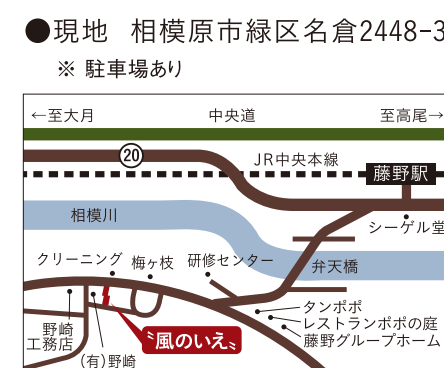 ●現地 相模原市緑区名倉2448-3
※ 駐車場あり
←至大月 中央道 至高尾→
20
JR中央本線
藤野駅
相模川
シーゲル堂
クリーニング 梅ヶ枝 研修センター
弁天橋
タンポポ
レストランポポの庭
藤野グループホーム
野崎
工務店
〝風のいえ〟
(有)野崎